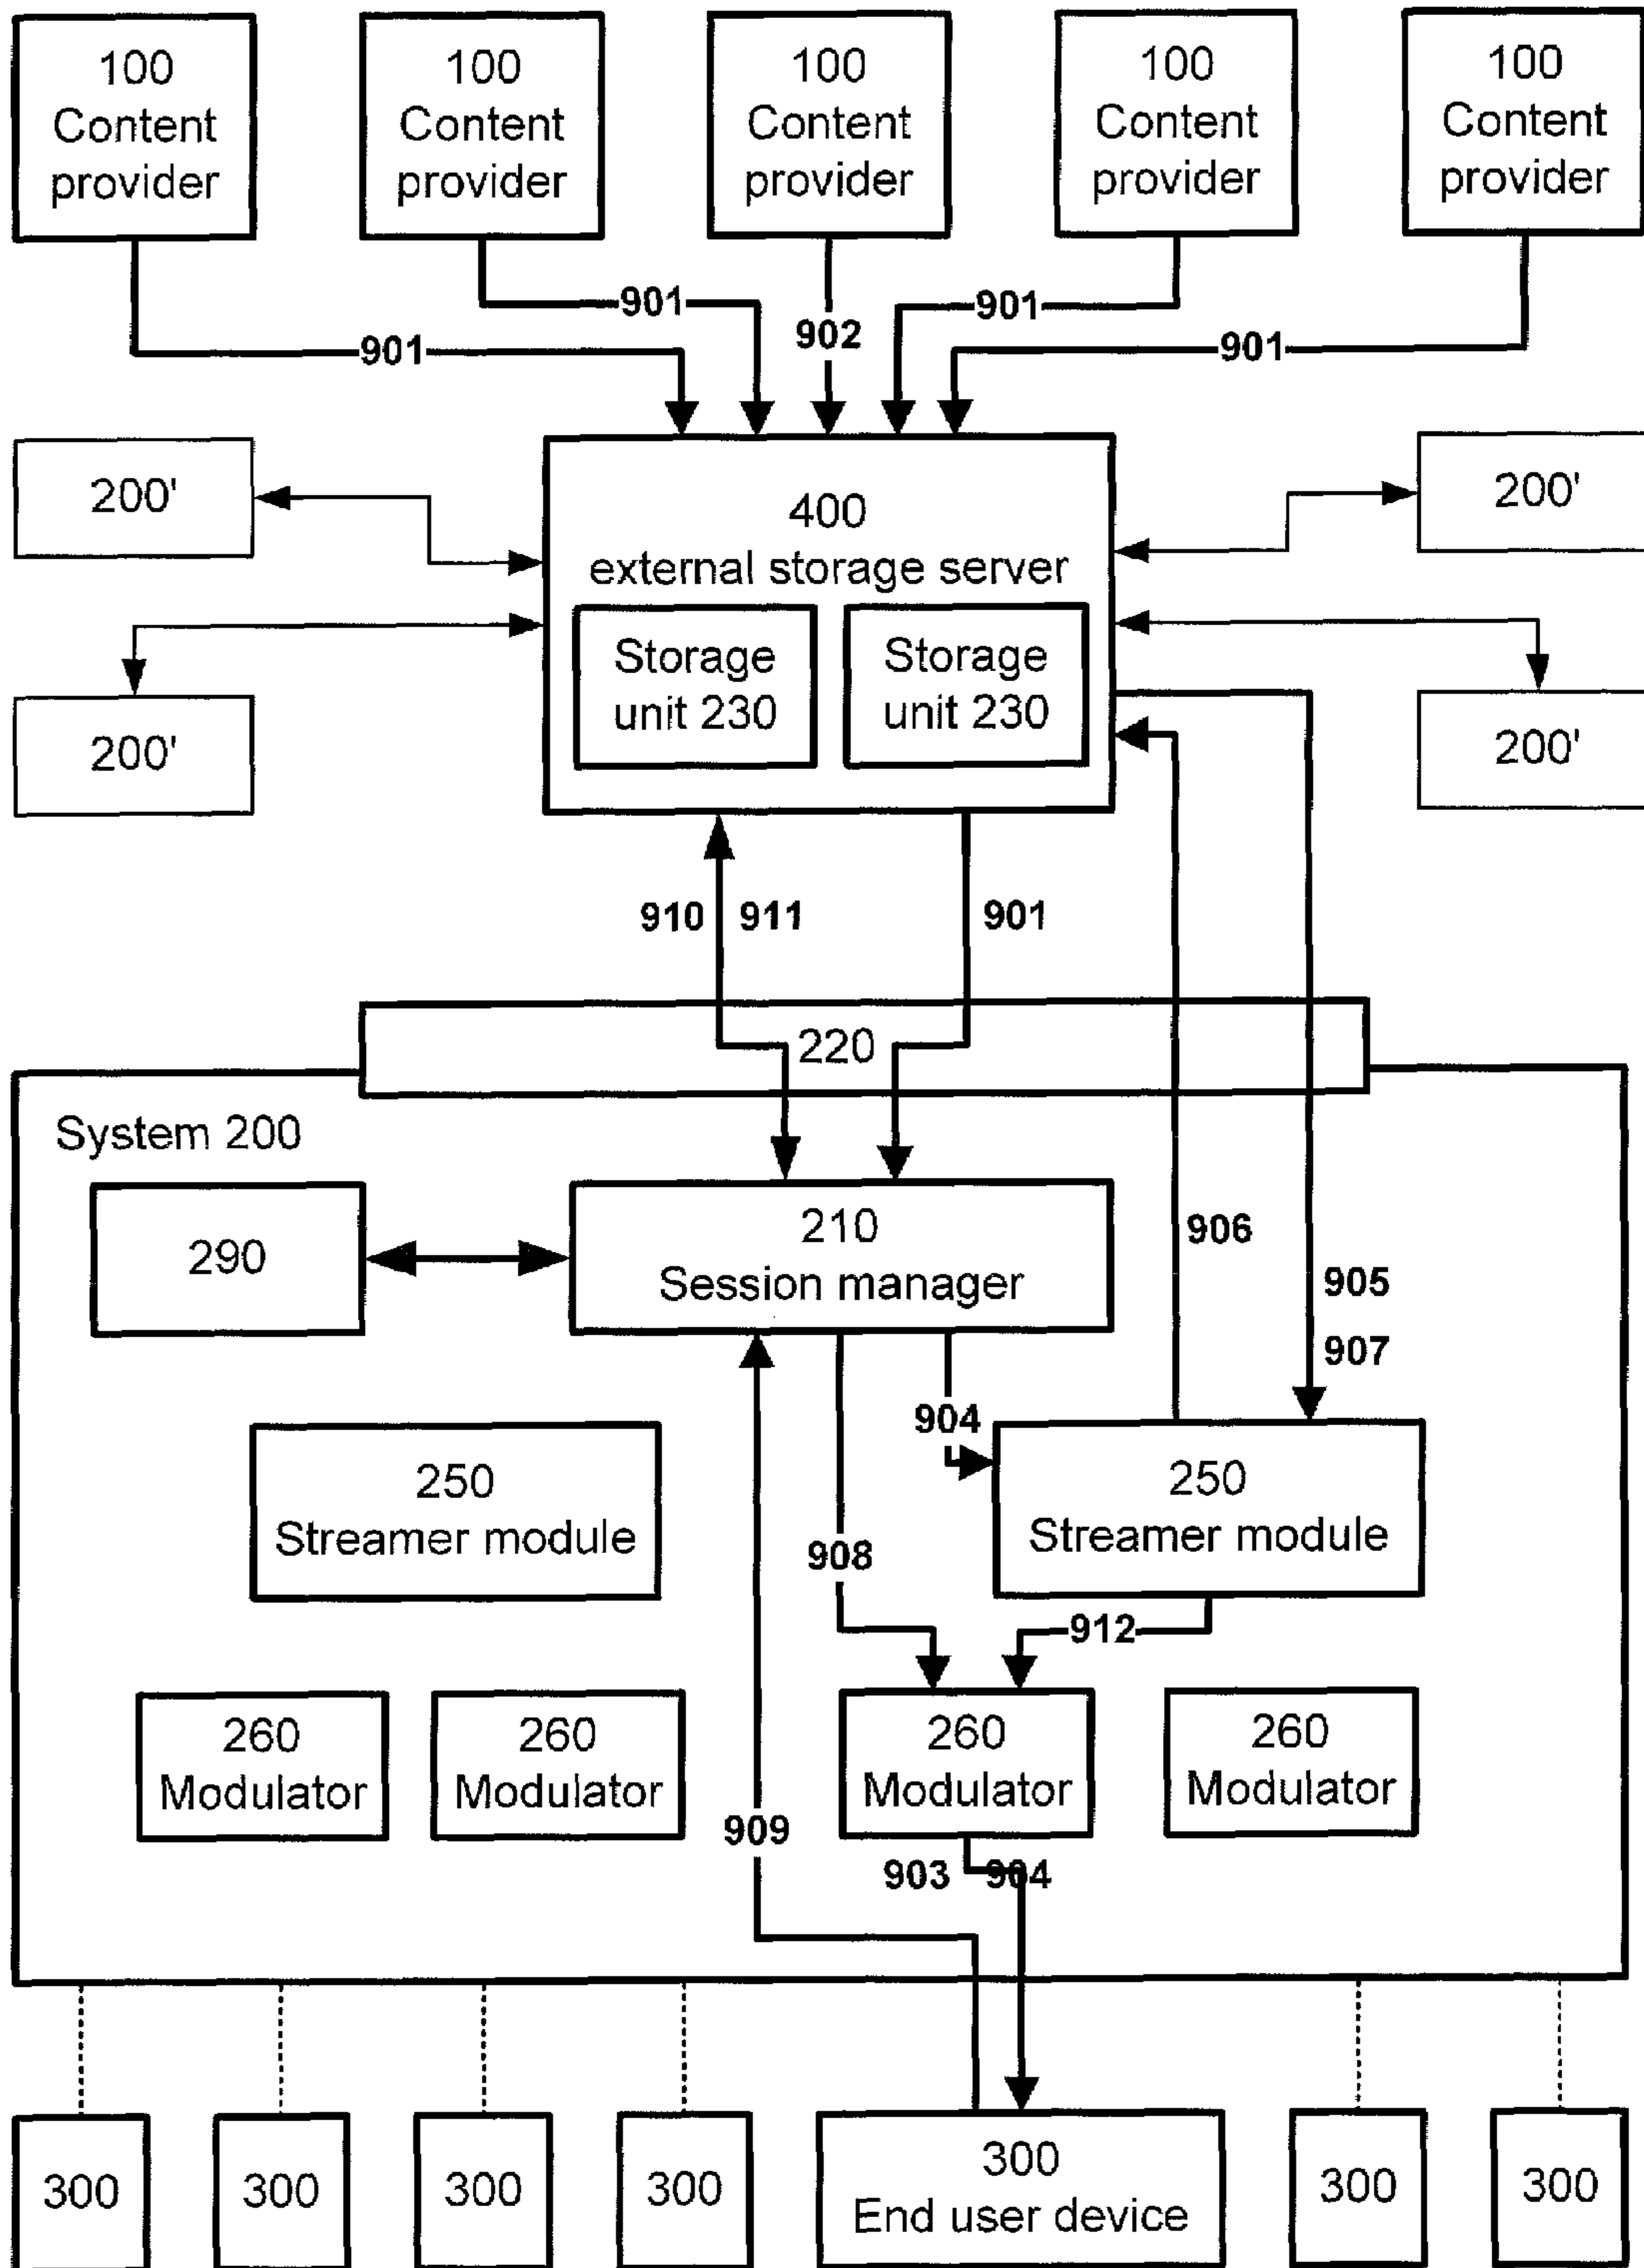 100
Content
provider
100
Content
provider
100
Content
provider
100
Content
provider
100
Content
provider
901
901
902
901
901
200'
200'
400
external storage server
Storage
unit 230
Storage
unit 230
200'
200'
910
911
901
220
System 200
290
210
Session manager
906
905
907
904
250
Streamer module
250
Streamer module
908
912
260
Modulator
260
Modulator
260
Modulator
260
Modulator
909
903
904
300
300
300
300
300
End user device
300
300